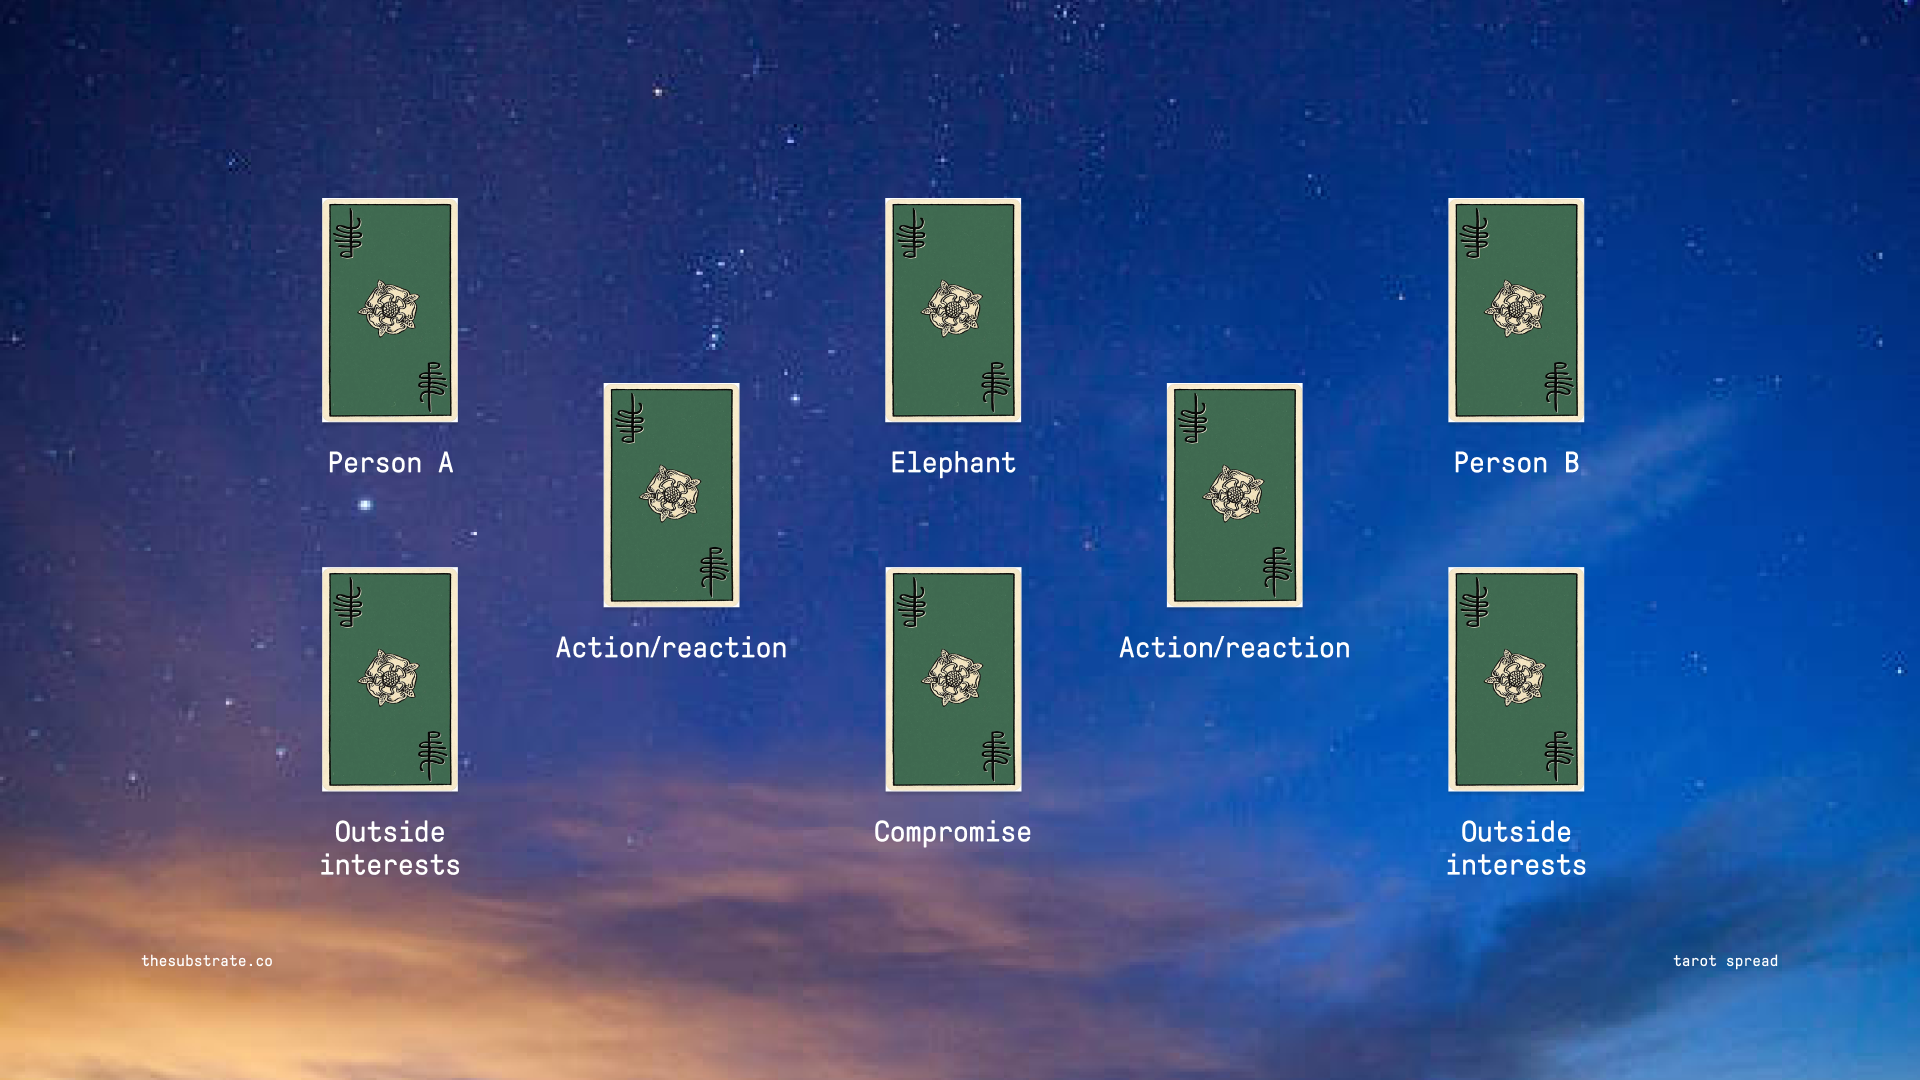 Person A
Elephant
Person B
Action/reaction
Action/reaction
Outside
interests
Compromise
Outside
interests
thesubstrate.co
tarot spread